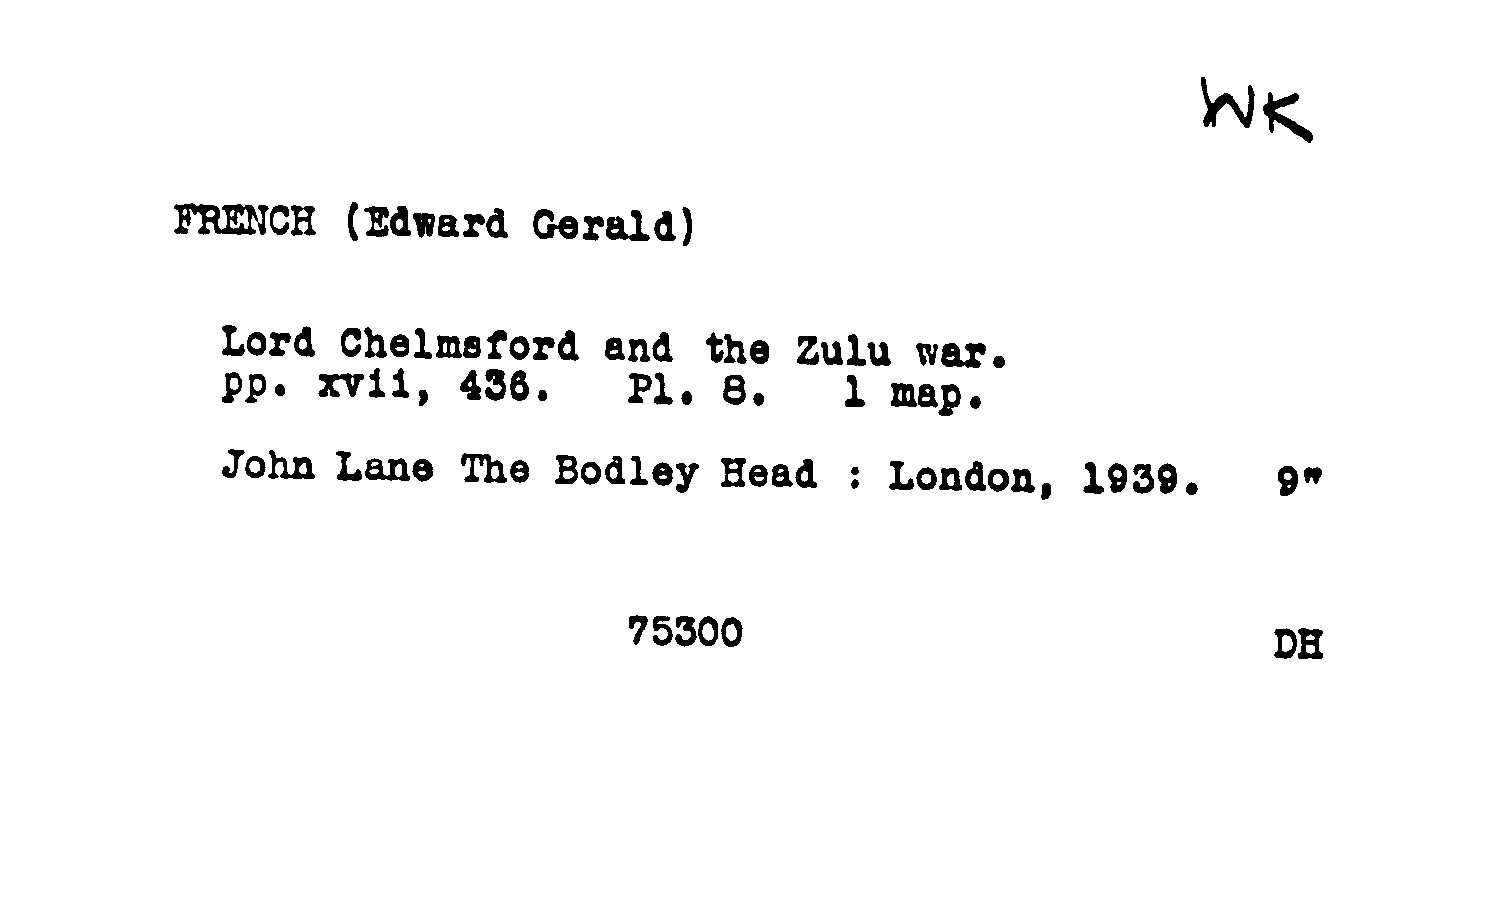 WK
FRENCH (Edward Gerald)
Lord Chelmsford and the Zulu war.
pp. xvii, 436. Pl. 8. 1 map.
John Lane The Bodley Head : London, 1939. 9"
75300 DH